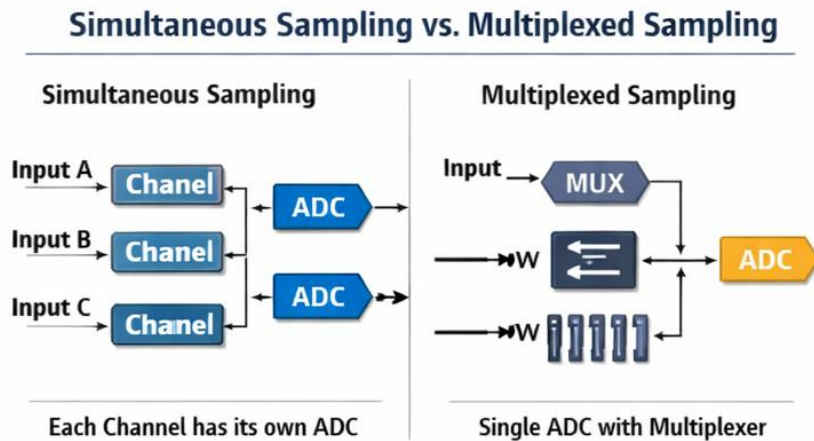 Simultaneous Sampling vs. Multiplexed Sampling
Simultaneous Sampling
Input A
Chanel
Input B
Chanel
Input C
Chanel
ADC
ADC
Each Channel has its own ADC
Multiplexed Sampling
Input
MUX
W
W
ADC
Single ADC with Multiplexer